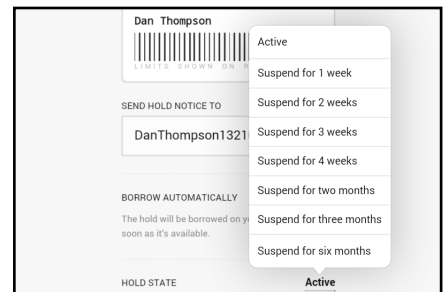 Dan Thompson
LIMITS SHOWN ON
Active
Suspend for 1 week
SEND HOLD NOTICE TO
Suspend for 2 weeks
DanThompson1321
Suspend for 3 weeks
Suspend for 4 weeks
BORROW AUTOMATICALLY
Suspend for two months
The hold will be borrowed on
soon as it's available.
Suspend for three months
Suspend for six months
HOLD STATE
Active